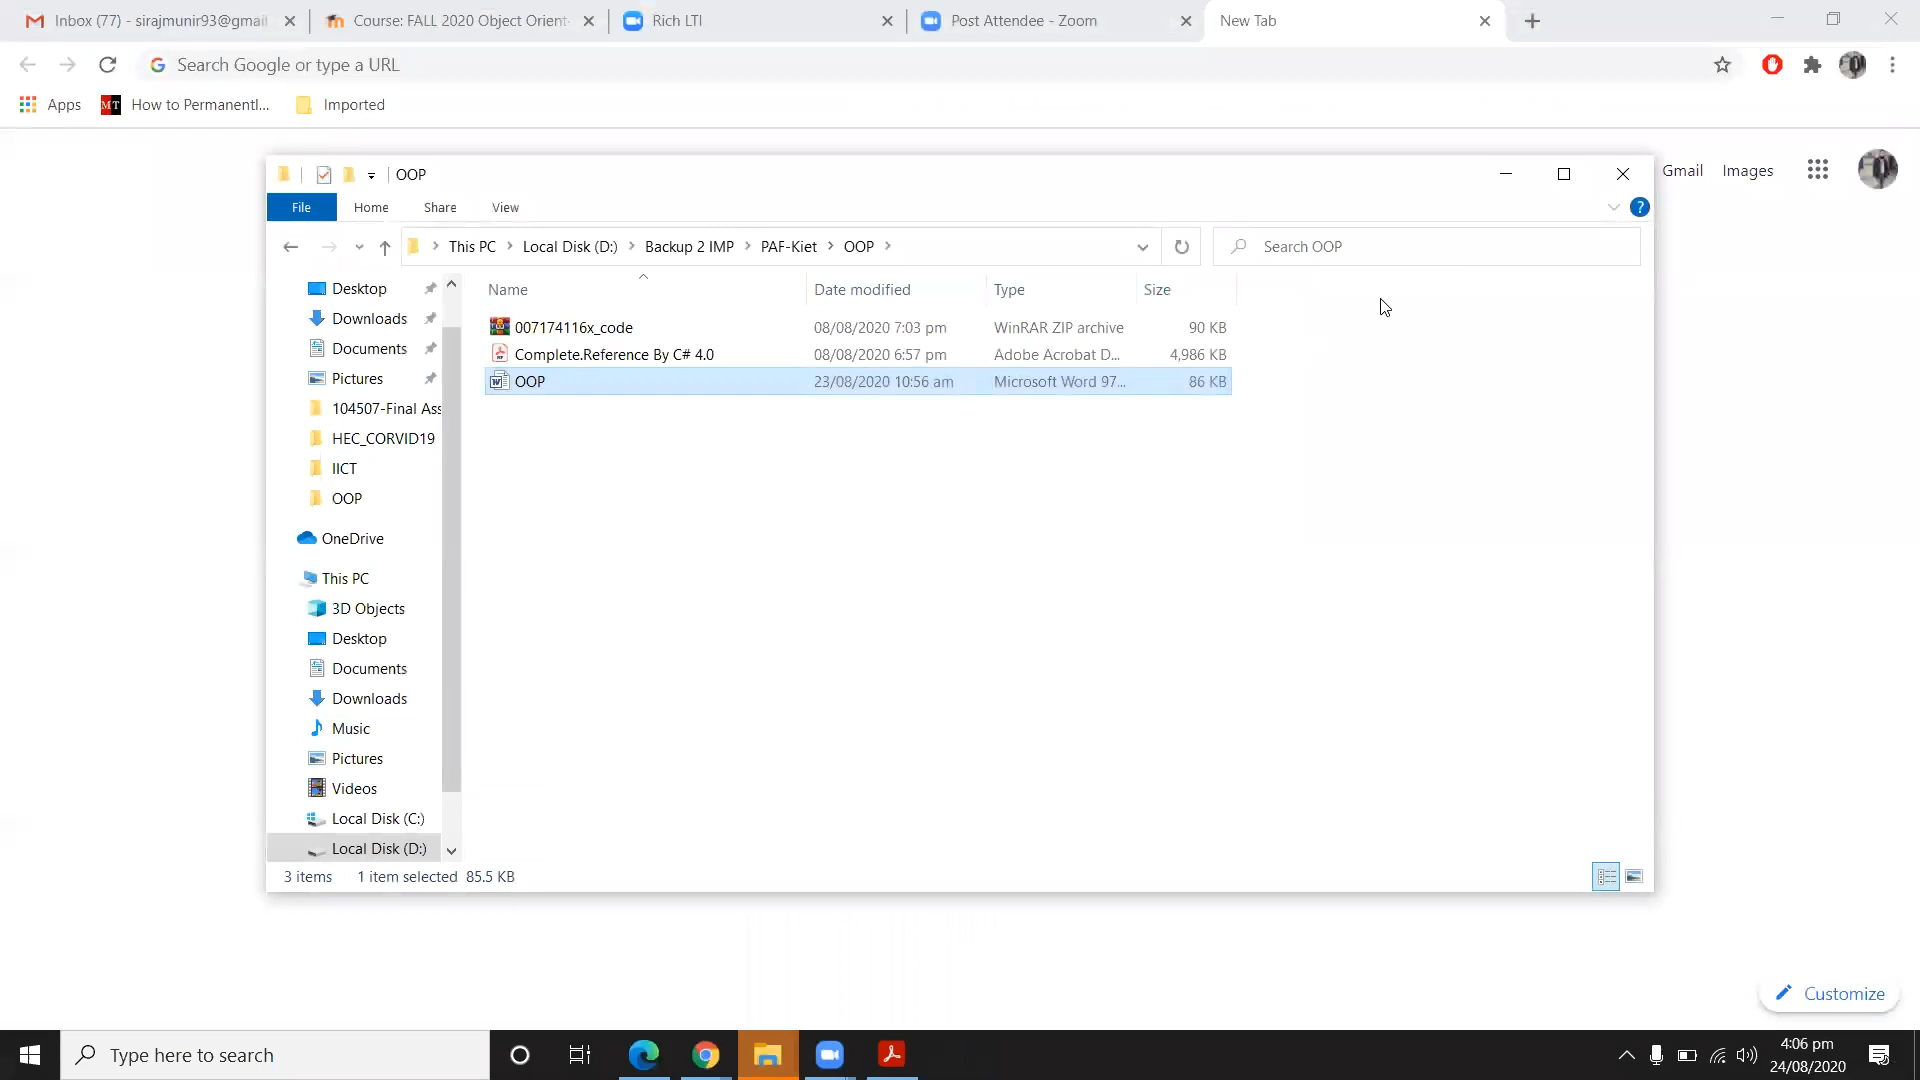 Inbox (77) - sirajmunir93@gmail
Course: FALL 2020 Object Orient
Rich LTI
Post Attendee - Zoom
New Tab
Search Google or type a URL
Apps
MT
How to Permanentl...
Imported
Gmail
Images
OOP
File
Home
Share
View
This PC > Local Disk (D:) > Backup 2 IMP > PAF-Kiet > OOP >
Search OOP
Desktop
Downloads
Documents
Pictures
104507-Final Ass
HEC_CORVID19
IICT
OOP
OneDrive
This PC
3D Objects
Desktop
Documents
Downloads
Music
Pictures
Videos
Local Disk (C:)
Local Disk (D:)
Name Date modified Type Size
007174116x_code 08/08/2020 7:03 pm WinRAR ZIP archive 90 KB
Complete.Reference By C# 4.0 08/08/2020 6:57 pm Adobe Acrobat D... 4,986 KB
OOP 23/08/2020 10:56 am Microsoft Word 97... 86 KB
3 items 1 item selected 85.5 KB
Customize
Type here to search
4:06 pm
24/08/2020